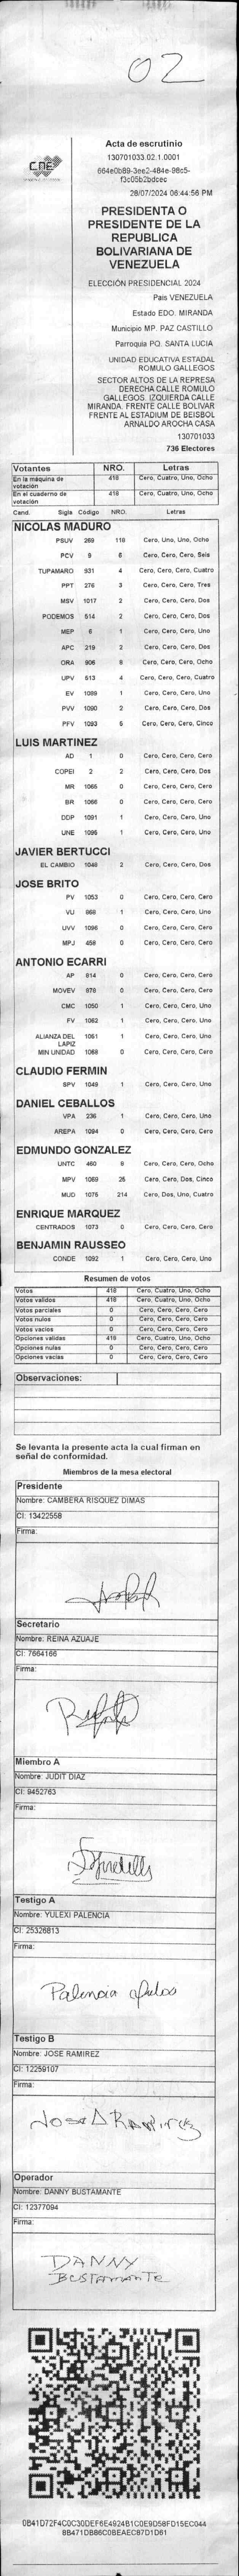 02
CNE
Acta de escrutinio
130701033.02.1.0001
664e0b89-3ee2-484e-98c5-
f3c05b2bdcec
28/07/2024 06:44:56 PM
PRESIDENTA O
PRESIDENTE DE LA
REPUBLICA
BOLIVARIANA DE
VENEZUELA
ELECCIÓN PRESIDENCIAL 2024
Pais VENEZUELA
Estado EDO. MIRANDA
Municipio MP. PAZ CASTILLO
Parroquia PQ. SANTA LUCIA
UNIDAD EDUCATIVA ESTADAL
ROMULO GALLEGOS
SECTOR ALTOS DE LA REPRESA
DERECHA CALLE ROMULO
GALLEGOS. IZQUIERDA CALLE
MIRANDA. FRENTE CALLE BOLIVAR
FRENTE AL ESTADIUM DE BEISBOL
ARNALDO AROCHA CASA
130701033
736 Electores
Votantes NRO. Letras
En la máquina de votación 418 Cero, Cuatro, Uno, Ocho
En el cuaderno de votación 418 Cero, Cuatro, Uno, Ocho
Cand. Sigla Código NRO. Letras
NICOLAS MADURO
PSUV 269 118 Cero, Uno, Uno, Ocho
PCV 9 6 Cero, Cero, Cero, Seis
TUPAMARO 931 4 Cero, Cero, Cero, Cuatro
PPT 276 3 Cero, Cero, Cero, Tres
MSV 1017 2 Cero, Cero, Cero, Dos
PODEMOS 514 2 Cero, Cero, Cero, Dos
MEP 6 1 Cero, Cero, Cero, Uno
APC 219 2 Cero, Cero, Cero, Dos
ORA 906 8 Cero, Cero, Cero, Ocho
UPV 513 4 Cero, Cero, Cero, Cuatro
EV 1089 1 Cero, Cero, Cero, Uno
PVV 1090 2 Cero, Cero, Cero, Dos
PFV 1093 5 Cero, Cero, Cero, Cinco
LUIS MARTINEZ
AD 1 0 Cero, Cero, Cero, Cero
COPEI 2 2 Cero, Cero, Cero, Dos
MR 1065 0 Cero, Cero, Cero, Cero
BR 1066 0 Cero, Cero, Cero, Cero
DDP 1091 1 Cero, Cero, Cero, Uno
UNE 1095 1 Cero, Cero, Cero, Uno
JAVIER BERTUCCI
EL CAMBIO 1048 2 Cero, Cero, Cero, Dos
JOSE BRITO
PV 1053 0 Cero, Cero, Cero, Cero
VU 968 1 Cero, Cero, Cero, Uno
UVV 1096 0 Cero, Cero, Cero, Cero
MPJ 458 0 Cero, Cero, Cero, Cero
ANTONIO ECARRI
AP 814 0 Cero, Cero, Cero, Cero
MOVEV 878 0 Cero, Cero, Cero, Cero
CMC 1050 1 Cero, Cero, Cero, Uno
FV 1062 1 Cero, Cero, Cero, Uno
ALIANZA DEL LAPIZ 1051 1 Cero, Cero, Cero, Uno
MIN UNIDAD 1068 0 Cero, Cero, Cero, Cero
CLAUDIO FERMIN
SPV 1049 1 Cero, Cero, Cero, Uno
DANIEL CEBALLOS
VPA 236 1 Cero, Cero, Cero, Uno
AREPA 1094 0 Cero, Cero, Cero, Cero
EDMUNDO GONZALEZ
UNTC 460 8 Cero, Cero, Cero, Ocho
MPV 1069 25 Cero, Cero, Dos, Cinco
MUD 1075 214 Cero, Dos, Uno, Cuatro
ENRIQUE MARQUEZ
CENTRADOS 1073 0 Cero, Cero, Cero, Cero
BENJAMIN RAUSSEO
CONDE 1092 1 Cero, Cero, Cero, Uno
Resumen de votos
Votos 418 Cero, Cuatro, Uno, Ocho
Votos validos 418 Cero, Cuatro, Uno, Ocho
Votos parciales 0 Cero, Cero, Cero, Cero
Votos nulos 0 Cero, Cero, Cero, Cero
Votos vacios 0 Cero, Cero, Cero, Cero
Opciones validas 418 Cero, Cuatro, Uno, Ocho
Opciones nulas 0 Cero, Cero, Cero, Cero
Opciones vacias 0 Cero, Cero, Cero, Cero
Observaciones:
Se levanta la presente acta la cual firman en
señal de conformidad.
Miembros de la mesa electoral
Presidente
Nombre: CAMBERA RISQUEZ DIMAS
CI: 13422558
Firma:
Secretario
Nombre: REINA AZUAJE
CI: 7664166
Firma:
Miembro A
Nombre: JUDIT DIAZ
CI: 9452763
Firma:
Testigo A
Nombre: YULEXI PALENCIA
CI: 25326813
Firma:
Palencia
Testigo B
Nombre: JOSE RAMIREZ
CI: 12259107
Firma:
Jose A Ramirez
Operador
Nombre: DANNY BUSTAMANTE
CI: 12377094
Firma:
DANNY
BUSTAMANTE
0B41D72F4C0C30DEF6E4924B1C0E9D58FD15EC044
8B471DB86C0BEAEC87D1D61